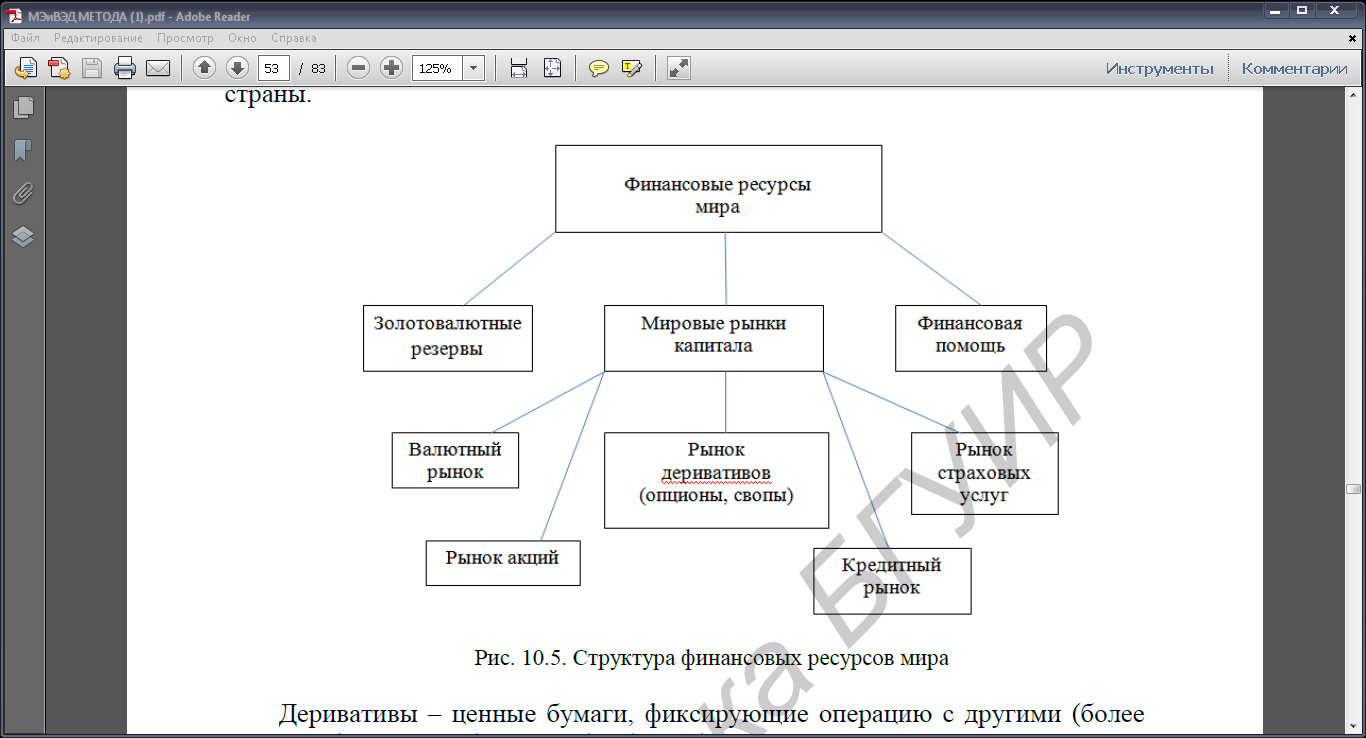 МЭиВЭД МЕТОДА (1).pdf - Adobe Reader
Файл Редактирование Просмотр Окно Справка
53 / 83 125% Инструменты Комментарии
страны.
Финансовые ресурсы
мира
Золотовалютные
резервы
Мировые рынки
капитала
Финансовая
помощь
Валютный
рынок
Рынок
деривативов
(опционы, свопы)
Рынок
страховых
услуг
Рынок акций
Кредитный
рынок
ка БГУИР
Рис. 10.5. Структура финансовых ресурсов мира
Деривативы – ценные бумаги, фиксирующие операцию с другими (более